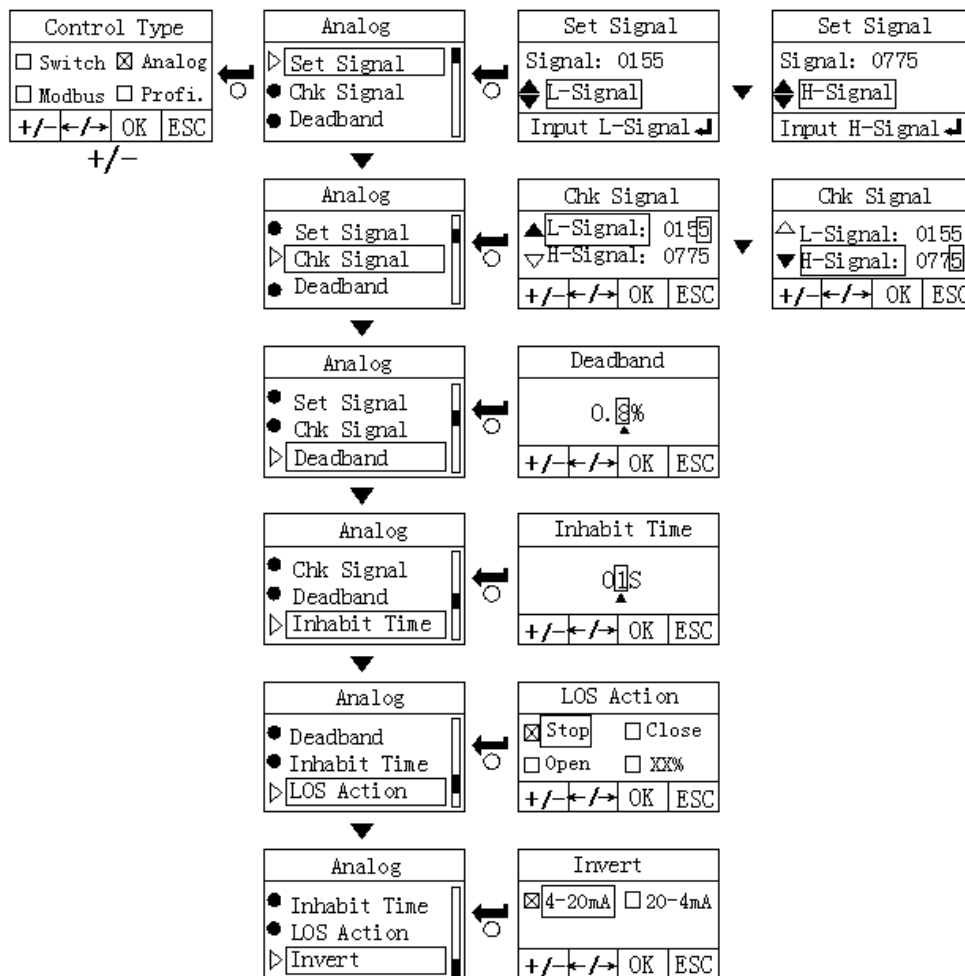 Control Type
Switch Analog
Modbus Profi.
+/- ←/→ OK ESC
+/-
Analog
Set Signal
Chk Signal
Deadband
Set Signal
Signal: 0155
L-Signal
Input L-Signal
Set Signal
Signal: 0775
H-Signal
Input H-Signal
Analog
Set Signal
Chk Signal
Deadband
Chk Signal
L-Signal: 0155
H-Signal: 0775
+/- ←/→ OK ESC
Chk Signal
L-Signal: 0155
H-Signal: 0775
+/- ←/→ OK ESC
Analog
Set Signal
Chk Signal
Deadband
Deadband
0.8%
+/- ←/→ OK ESC
Analog
Chk Signal
Deadband
Inhabit Time
Inhabit Time
01S
+/- ←/→ OK ESC
Analog
Deadband
Inhabit Time
LOS Action
LOS Action
Stop Close
Open XX%
+/- ←/→ OK ESC
Analog
Inhabit Time
LOS Action
Invert
Invert
4-20mA 20-4mA
+/- ←/→ OK ESC